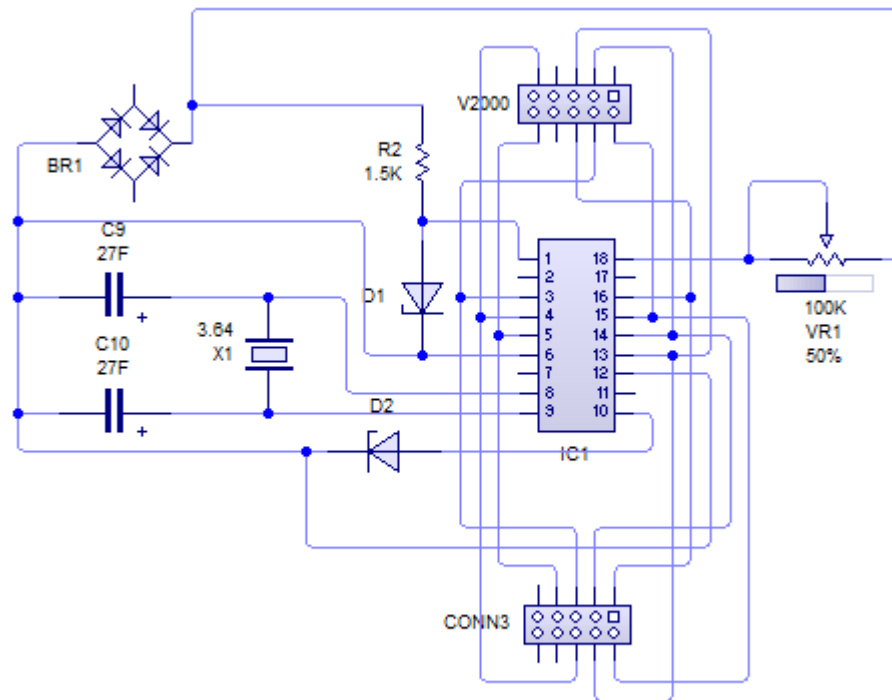 V2000
BR1
R2
1.5K
C9
27F
D1
1 18
2 17
3 16
4 15
5 14
6 13
7 12
8 11
9 10
IC1
100K
VR1
50%
3.64
X1
C10
27F
D2
CONN3
+
+